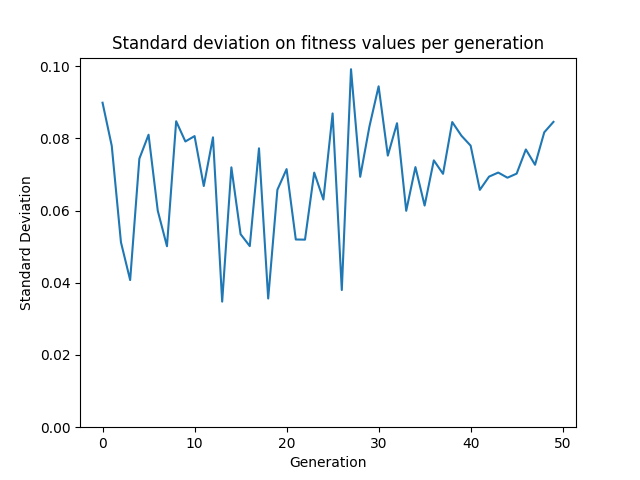 Standard deviation on fitness values per generation
0.10
0.08
0.06
0.04
0.02
0.00
Standard Deviation
0 10 20 30 40 50
Generation